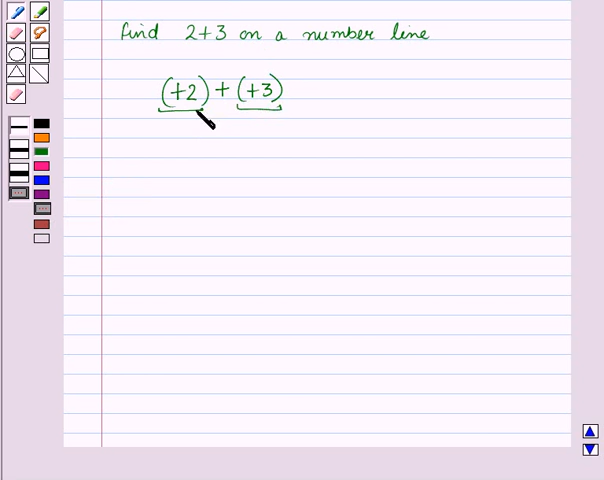 find 2+3 on a number line
(+2) + (+3)